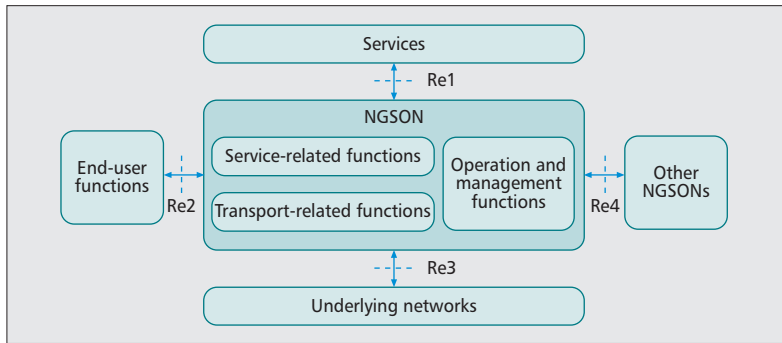 Services
Re1
NGSON
Service-related functions
Transport-related functions
Operation and
management
functions
End-user
functions
Re2
Other
NGSONs
Re4
Re3
Underlying networks